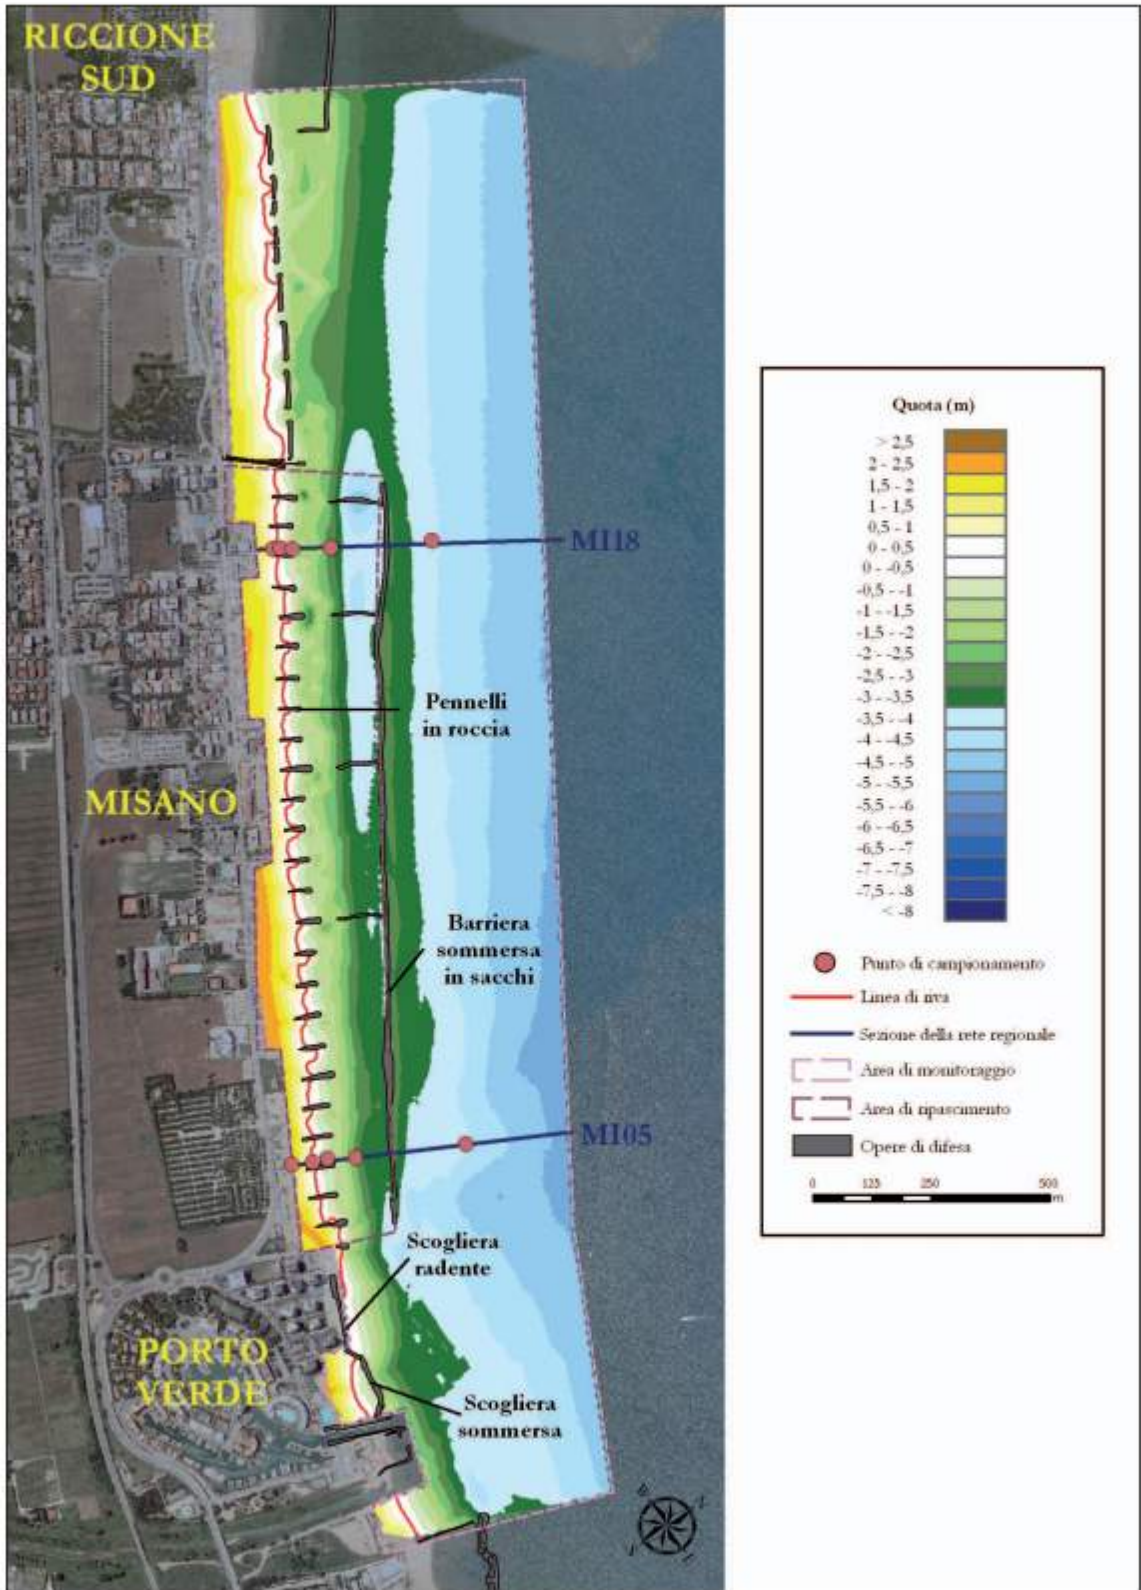 RICCIONE
SUD
MI18
Pennelli
in roccia
MISANO
Barriera
sommersa
in sacchi
MI05
Scogliera
radente
PORTO
VERDE
Scogliera
sommersa
Quota (m)
> 2,5
2 - 2,5
1,5 - 2
1 - 1,5
0,5 - 1
0 - 0,5
0 - -0,5
-0,5 - -1
-1 - -1,5
-1,5 - -2
-2 - -2,5
-2,5 - -3
-3 - -3,5
-3,5 - -4
-4 - -4,5
-4,5 - -5
-5 - -5,5
-5,5 - -6
-6 - -6,5
-6,5 - -7
-7 - -7,5
-7,5 - -8
< -8
Punto di campionamento
Linea di riva
Sezione della rete regionale
Area di monitoraggio
Area di ripascimento
Opere di difesa
0 125 250 500
m